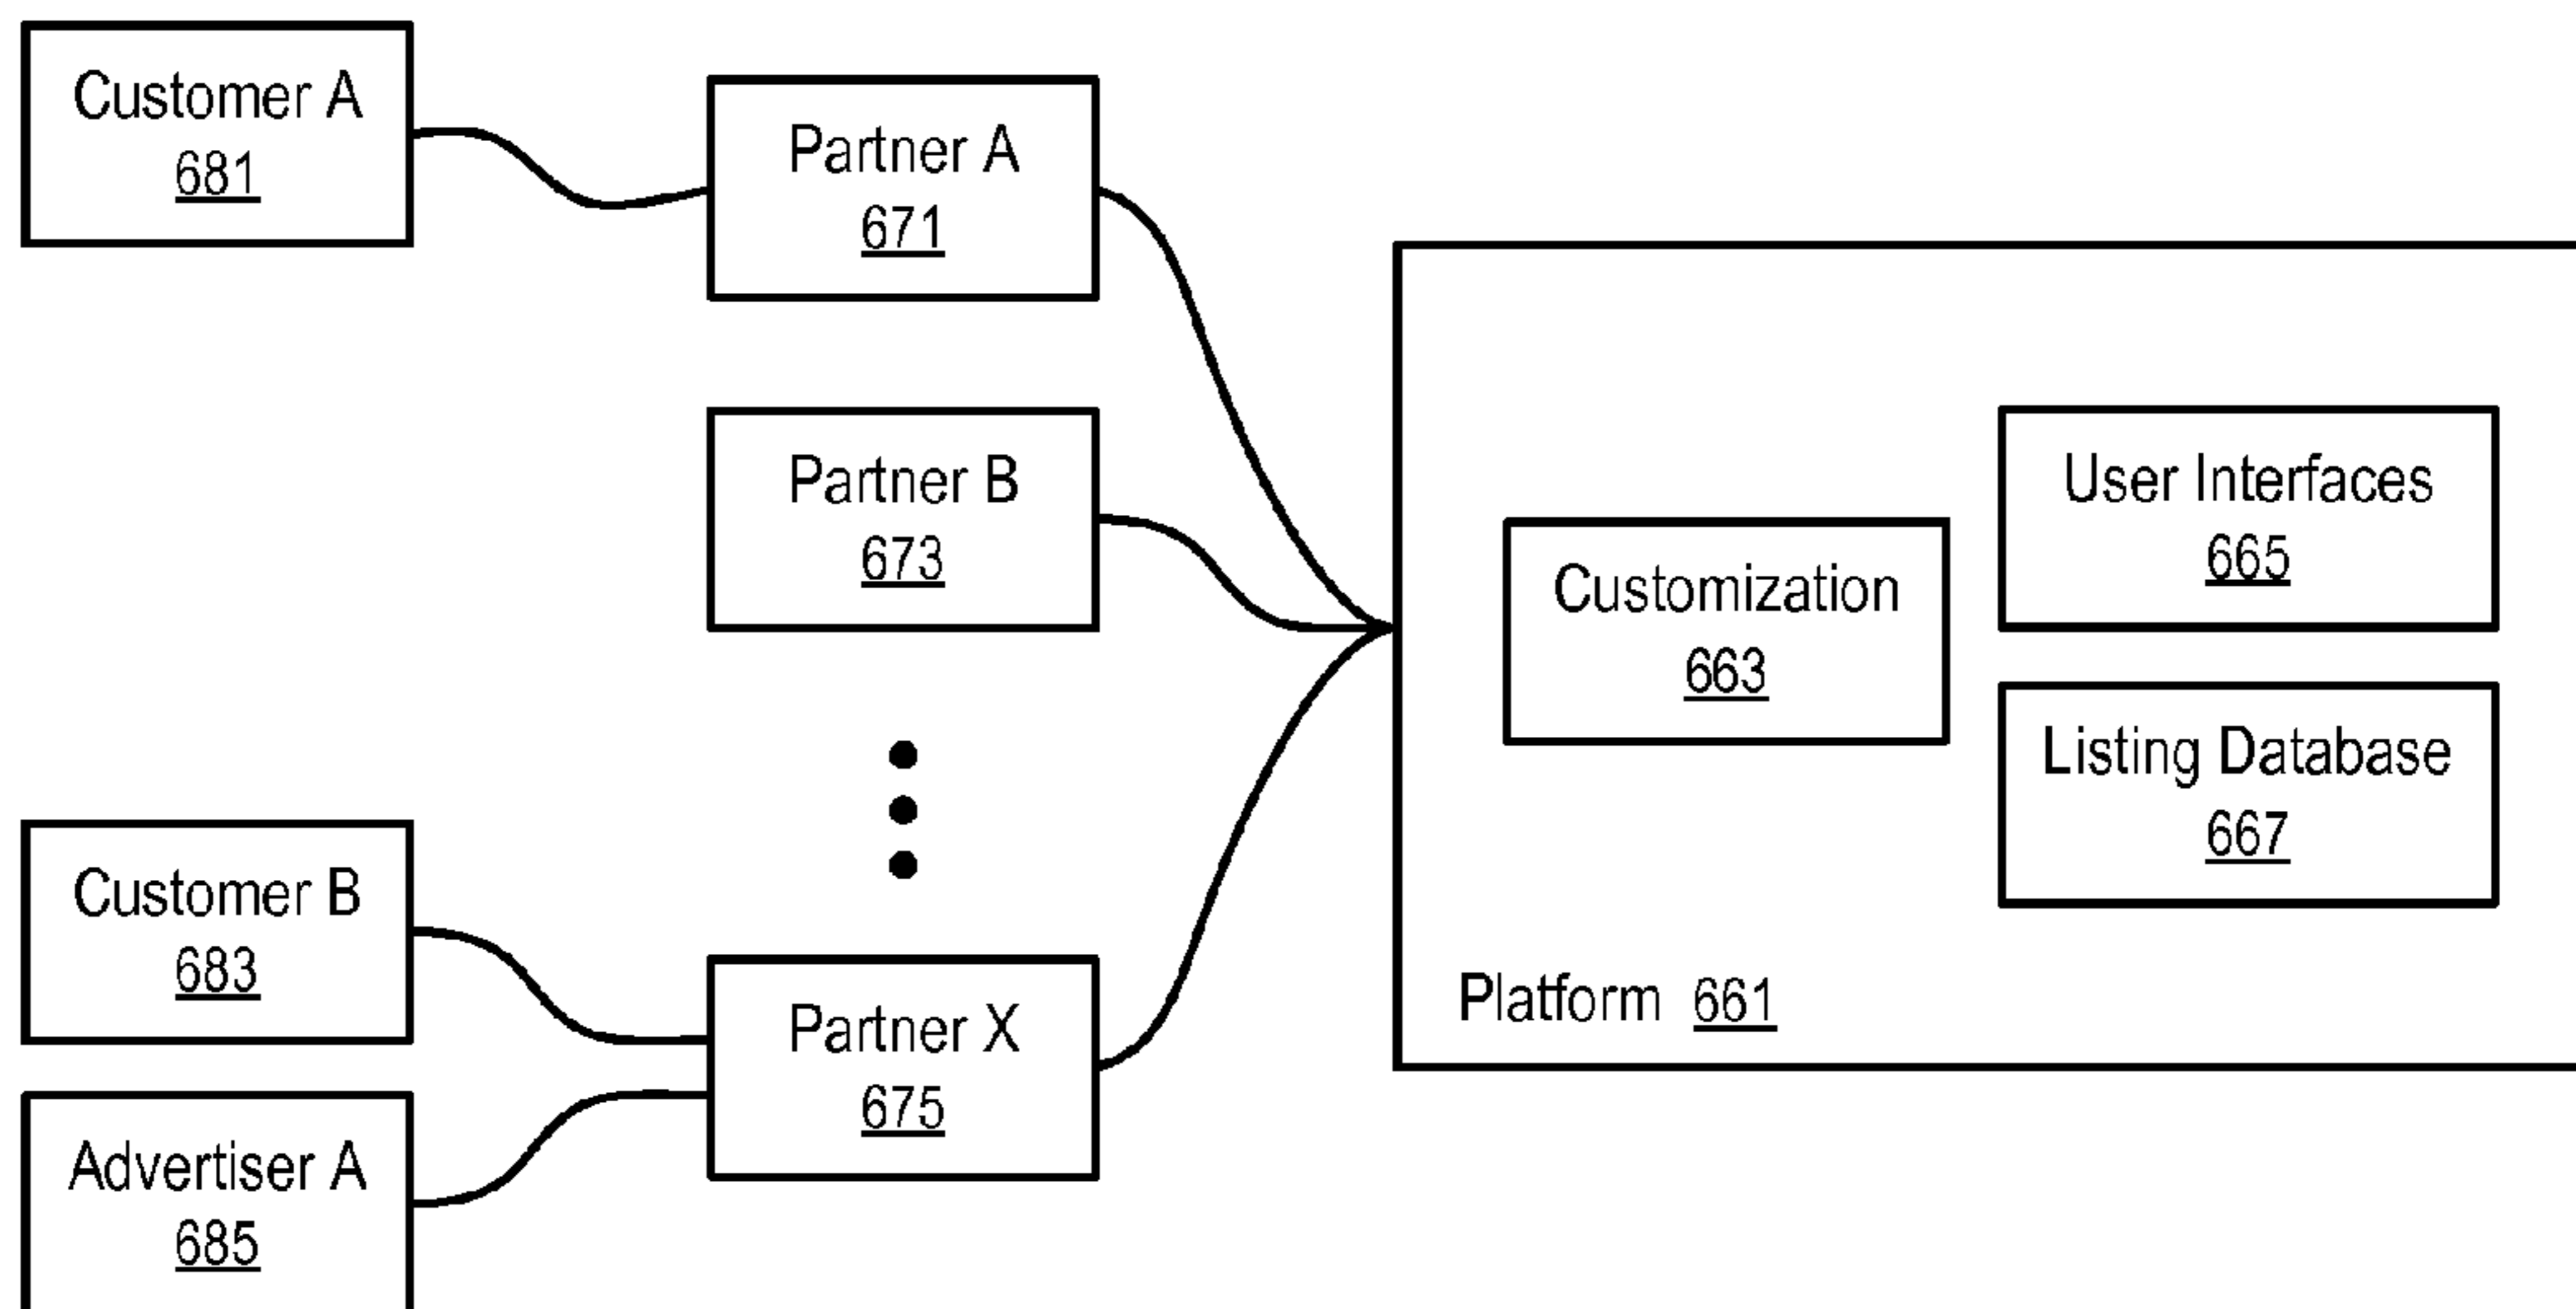 Customer A
681
Partner A
671
Partner B
673
User Interfaces
665
Customization
663
Listing Database
667
Customer B
683
Partner X
675
Platform 661
Advertiser A
685